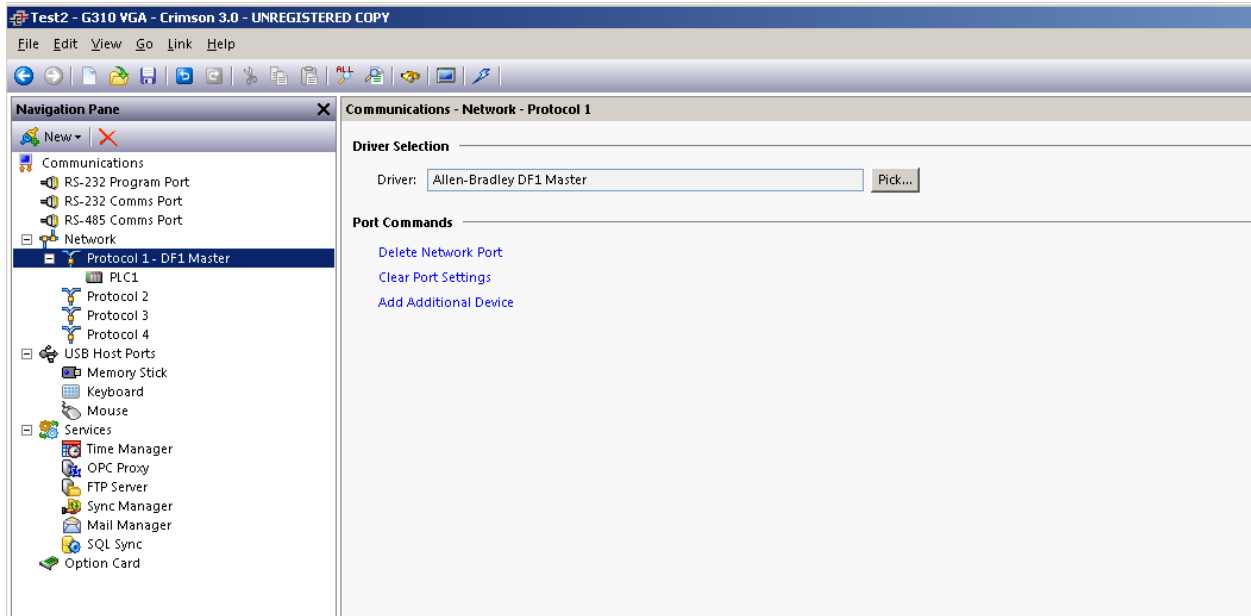 Test2 - G310 VGA - Crimson 3.0 - UNREGISTERED COPY
File Edit View Go Link Help
ALL
Navigation Pane
New
Communications
RS-232 Program Port
RS-232 Comms Port
RS-485 Comms Port
Network
Protocol 1 - DF1 Master
PLC1
Protocol 2
Protocol 3
Protocol 4
USB Host Ports
Memory Stick
Keyboard
Mouse
Services
Time Manager
OPC Proxy
FTP Server
Sync Manager
Mail Manager
SQL Sync
Option Card
Communications - Network - Protocol 1
Driver Selection
Driver: Allen-Bradley DF1 Master Pick...
Port Commands
Delete Network Port
Clear Port Settings
Add Additional Device